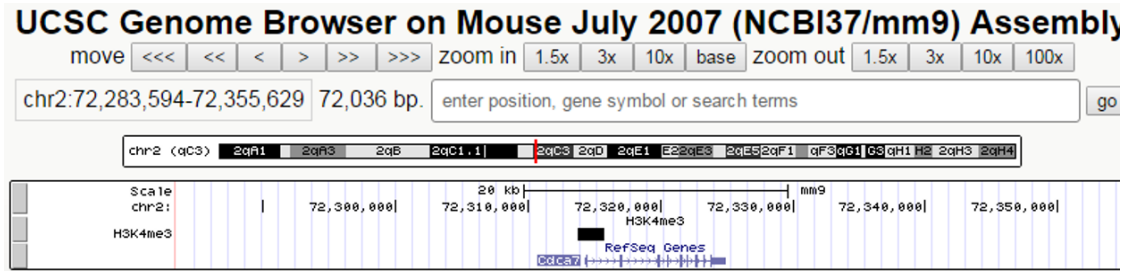 UCSC Genome Browser on Mouse July 2007 (NCBI37/mm9) Assembly
move <<< << < > >> >>> zoom in 1.5x 3x 10x base zoom out 1.5x 3x 10x 100x
chr2:72,283,594-72,355,629 72,036 bp. enter position, gene symbol or search terms go
chr2 (qC3) 2qA1 2qA3 2qB 2qC1.1 2qC3 2qD 2qE1 E2 2qE3 2qE5 2qF1 qF3 qG1 G3 qH1 H2 2qH3 2qH4
Scale 20 kb mm9
chr2: 72,300,000 72,310,000 72,320,000 72,330,000 72,340,000 72,350,000
H3K4me3
H3K4me3
RefSeq Genes
Cdca7